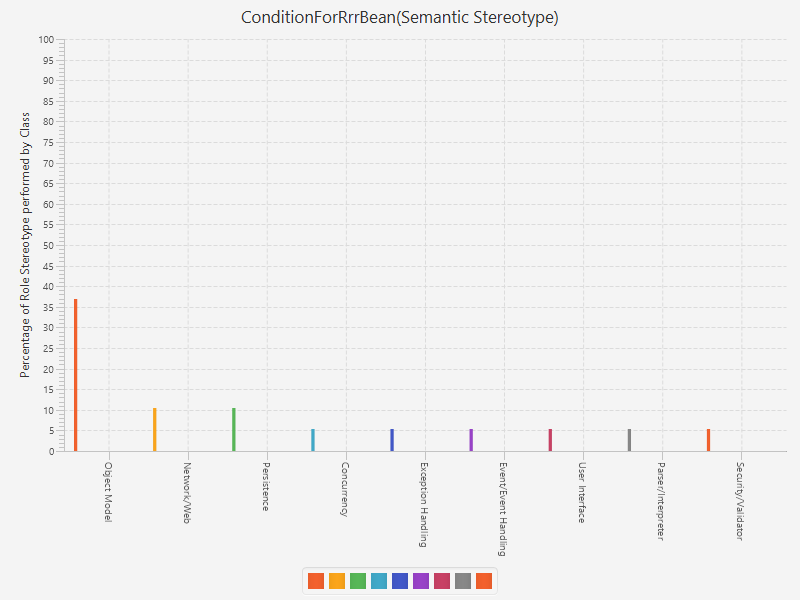 ConditionForRrrBean(Semantic Stereotype)
Percentage of Role Stereotype performed by Class
100
95
90
85
80
75
70
65
60
55
50
45
40
35
30
25
20
15
10
5
0
Object Model
Network/Web
Persistence
Concurrency
Exception Handling
Event/Event Handling
User Interface
Parser/Interpreter
Security/Validator